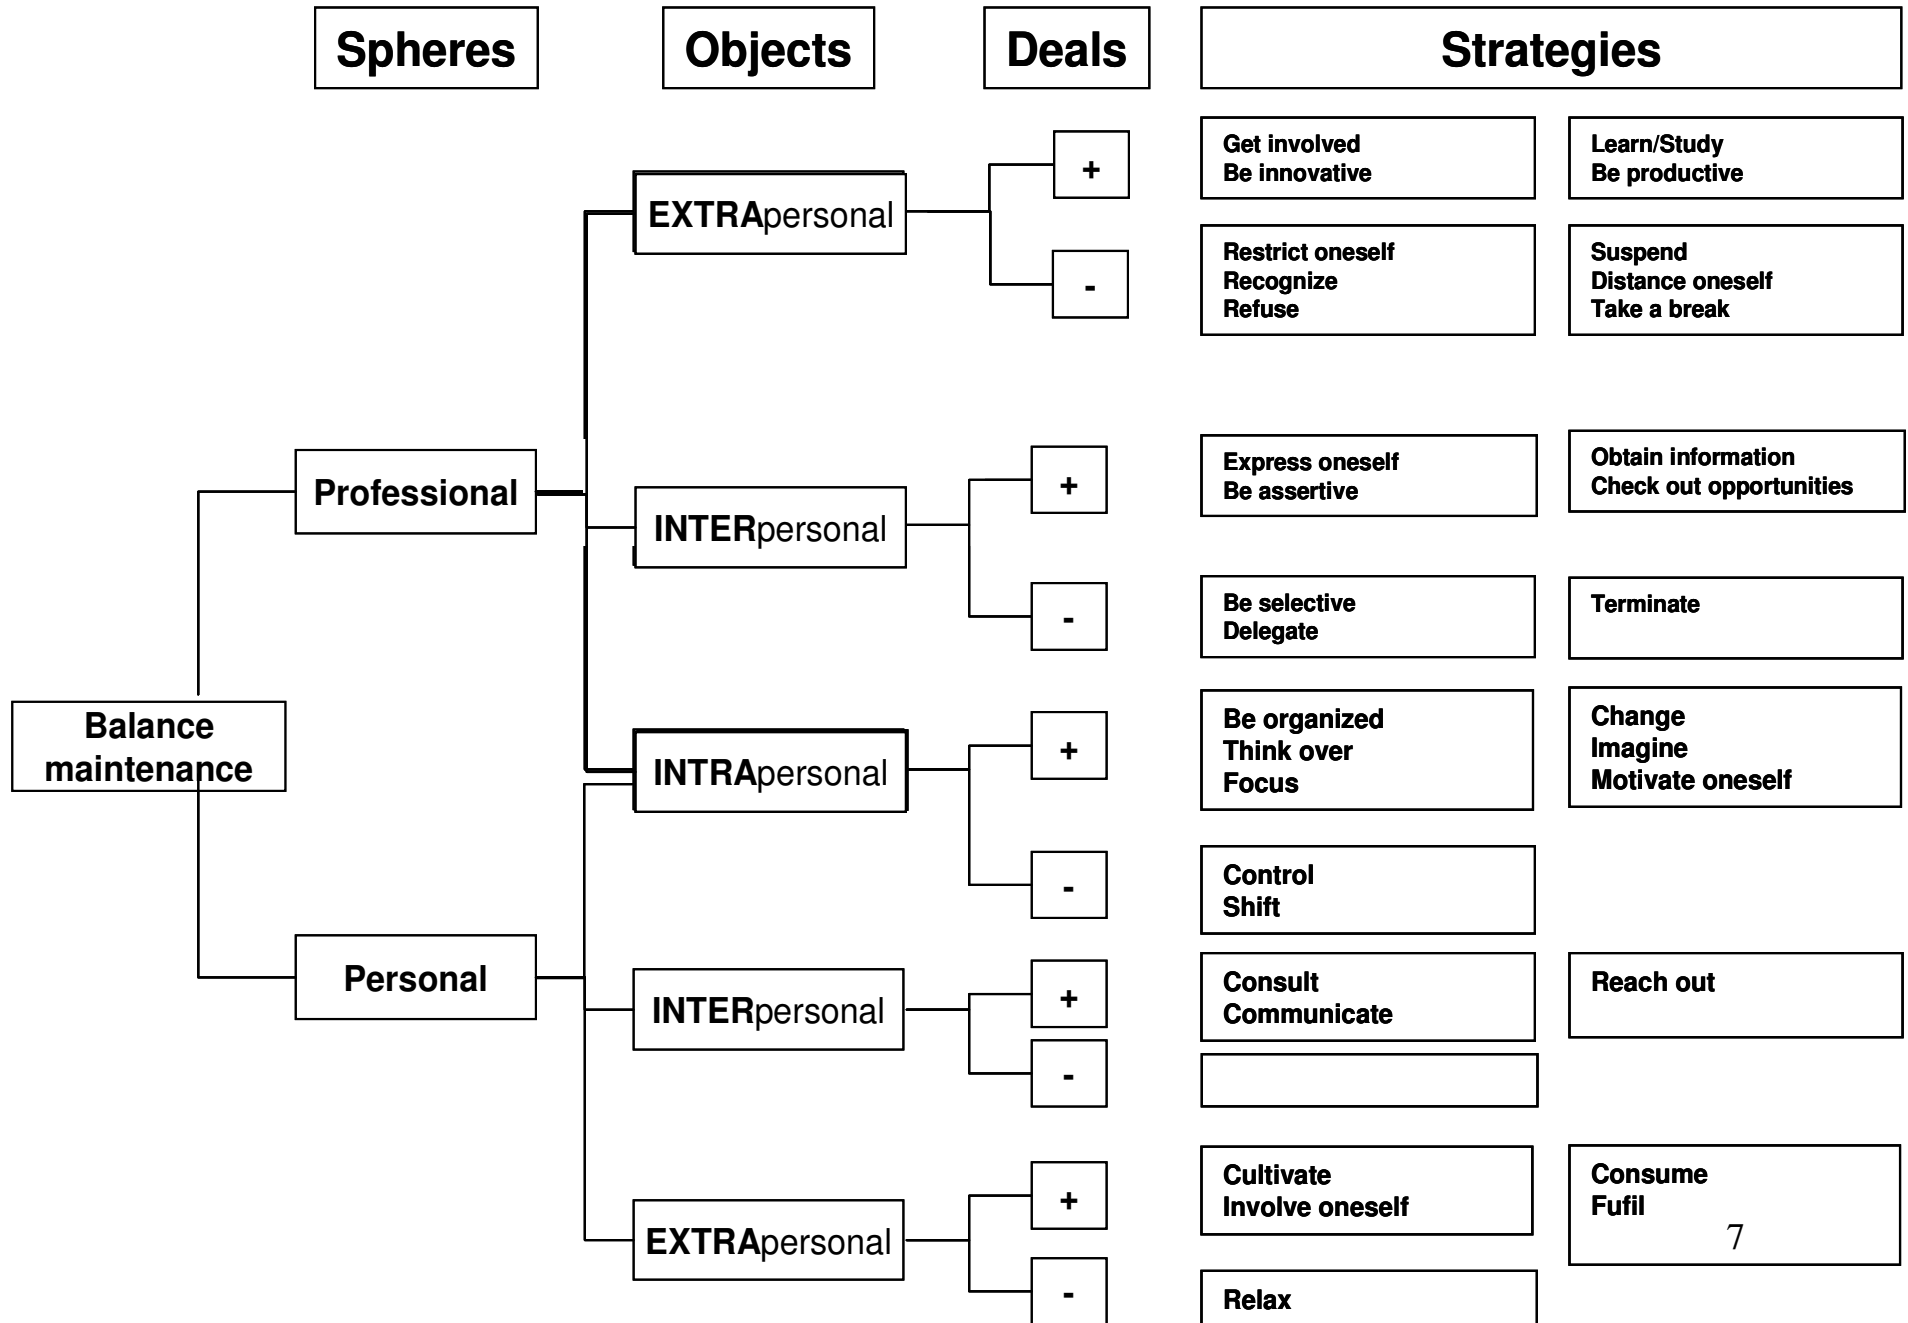 Spheres
Objects
Deals
Strategies
Balance
maintenance
Professional
EXTRApersonal
+
Get involved
Be innovative
Learn/Study
Be productive
-
Restrict oneself
Recognize
Refuse
Suspend
Distance oneself
Take a break
INTERpersonal
+
Express oneself
Be assertive
Obtain information
Check out opportunities
-
Be selective
Delegate
Terminate
INTRApersonal
+
Be organized
Think over
Focus
Change
Imagine
Motivate oneself
-
Control
Shift
Personal
INTERpersonal
+
Consult
Communicate
Reach out
-
EXTRApersonal
+
Cultivate
Involve oneself
Consume
Fufil
7
-
Relax